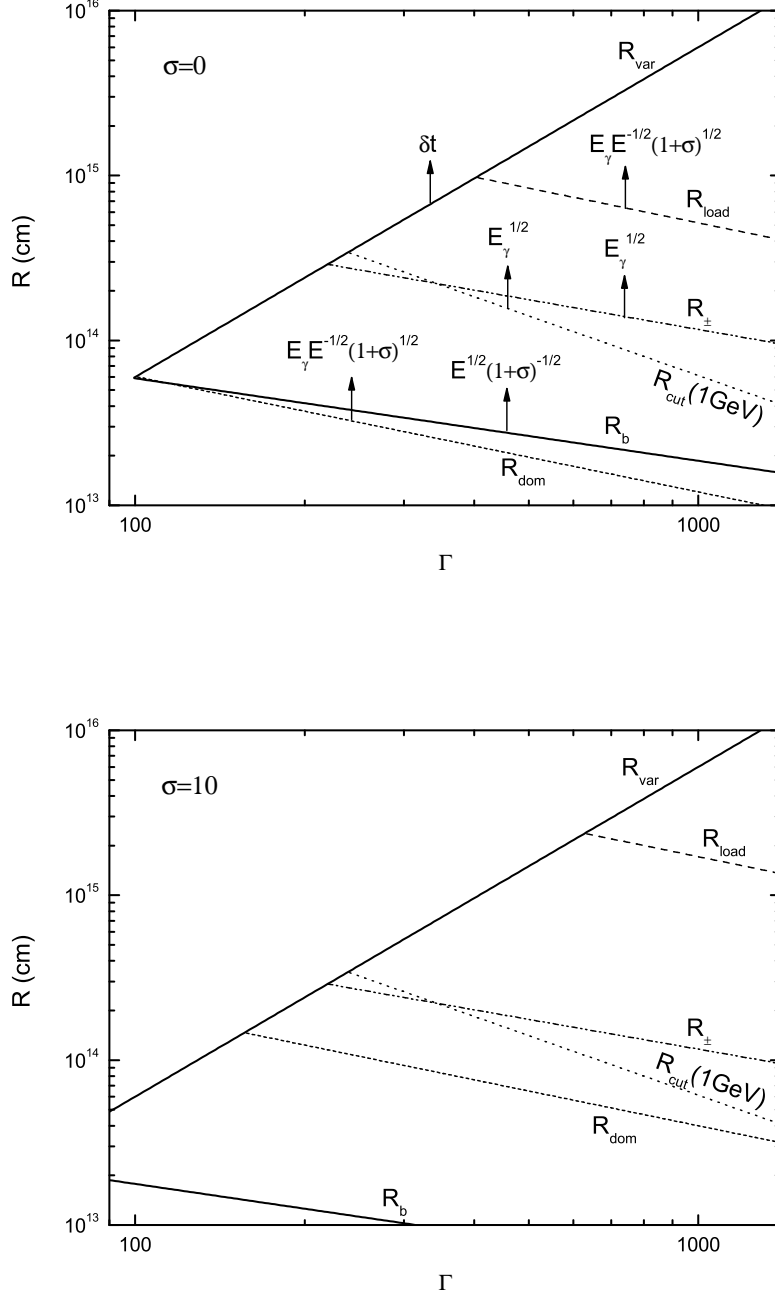 10^16
σ=0
R_var
δt
E_γ E^-1/2(1+σ)^1/2
10^15
R_load
E_γ^1/2
E_γ^1/2
R (cm)
R_±
10^14
E_γ E^-1/2(1+σ)^1/2
E^1/2(1+σ)^-1/2
R_cut(1GeV)
R_b
R_dom
10^13
100
1000
Γ
10^16
σ=10
R_var
R_load
10^15
R (cm)
R_±
10^14
R_cut(1GeV)
R_dom
R_b
10^13
100
1000
Γ